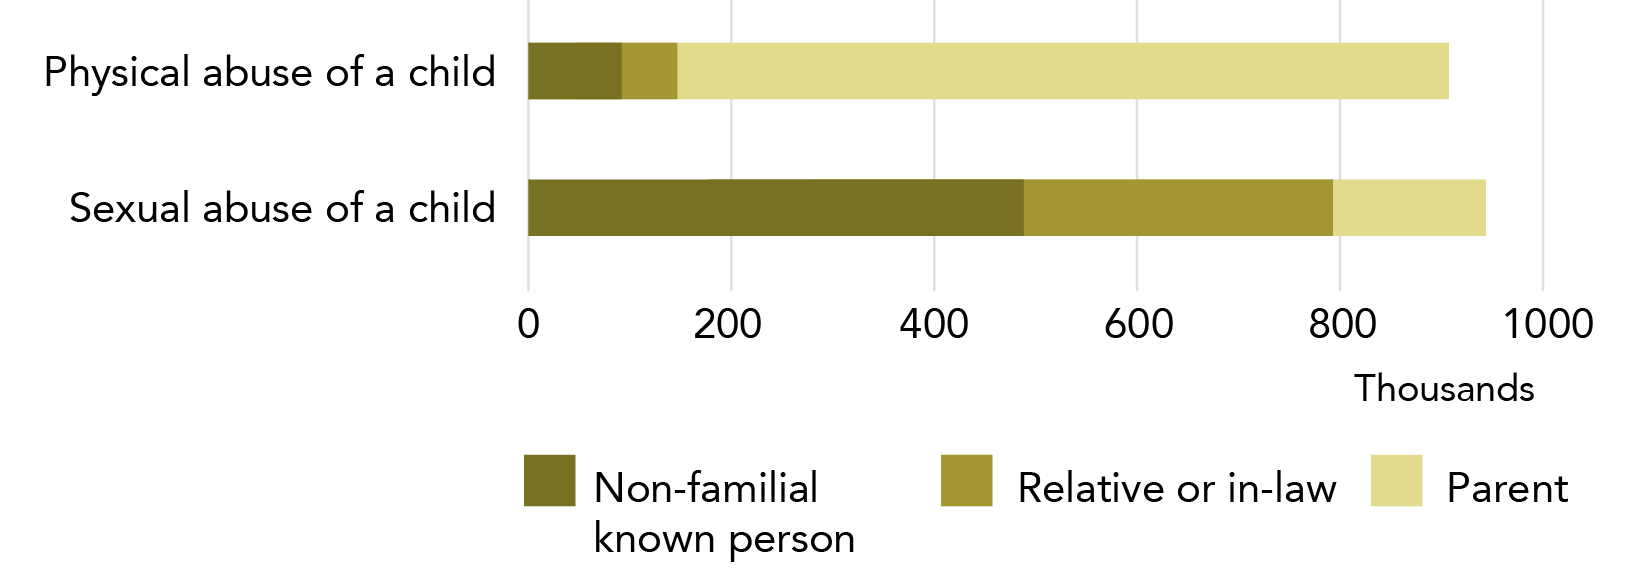 Physical abuse of a child
Sexual abuse of a child
0 200 400 600 800 1000
Thousands
Non-familial
known person
Relative or in-law
Parent